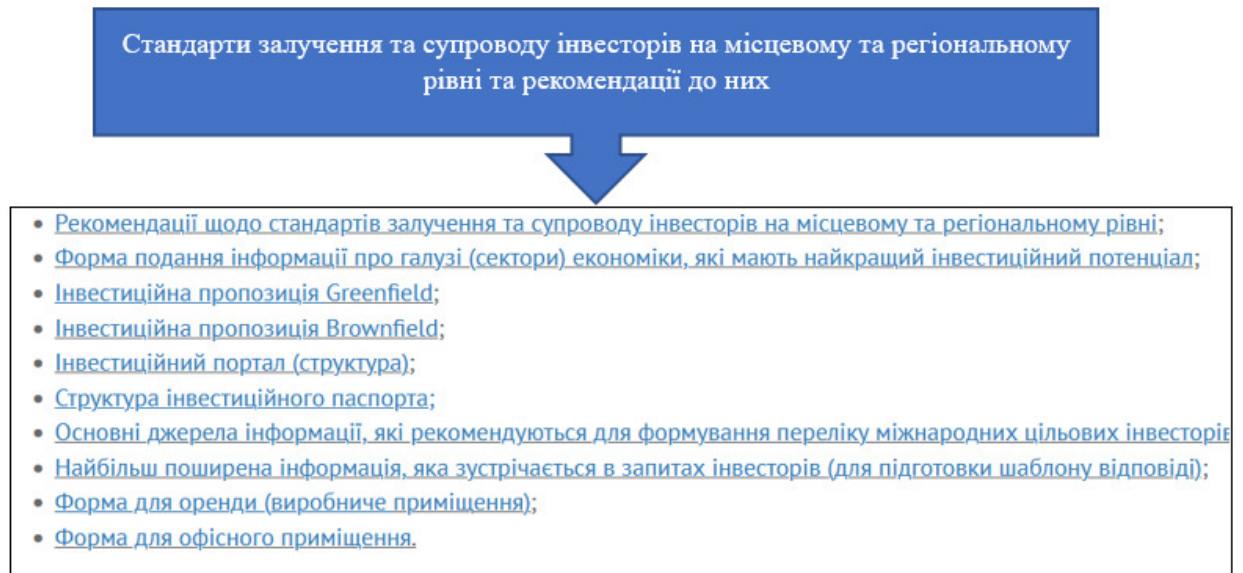 Стандарти залучення та супроводу інвесторів на місцевому та регіональному
рівні та рекомендації до них
• Рекомендації щодо стандартів залучення та супроводу інвесторів на місцевому та регіональному рівні;
• Форма подання інформації про галузі (сектори) економіки, які мають найкращий інвестиційний потенціал;
• Інвестиційна пропозиція Greenfield;
• Інвестиційна пропозиція Brownfield;
• Інвестиційний портал (структура);
• Структура інвестиційного паспорта;
• Основні джерела інформації, які рекомендуються для формування переліку міжнародних цільових інвесторів
• Найбільш поширена інформація, яка зустрічається в запитах інвесторів (для підготовки шаблону відповіді);
• Форма для оренди (виробниче приміщення);
• Форма для офісного приміщення.